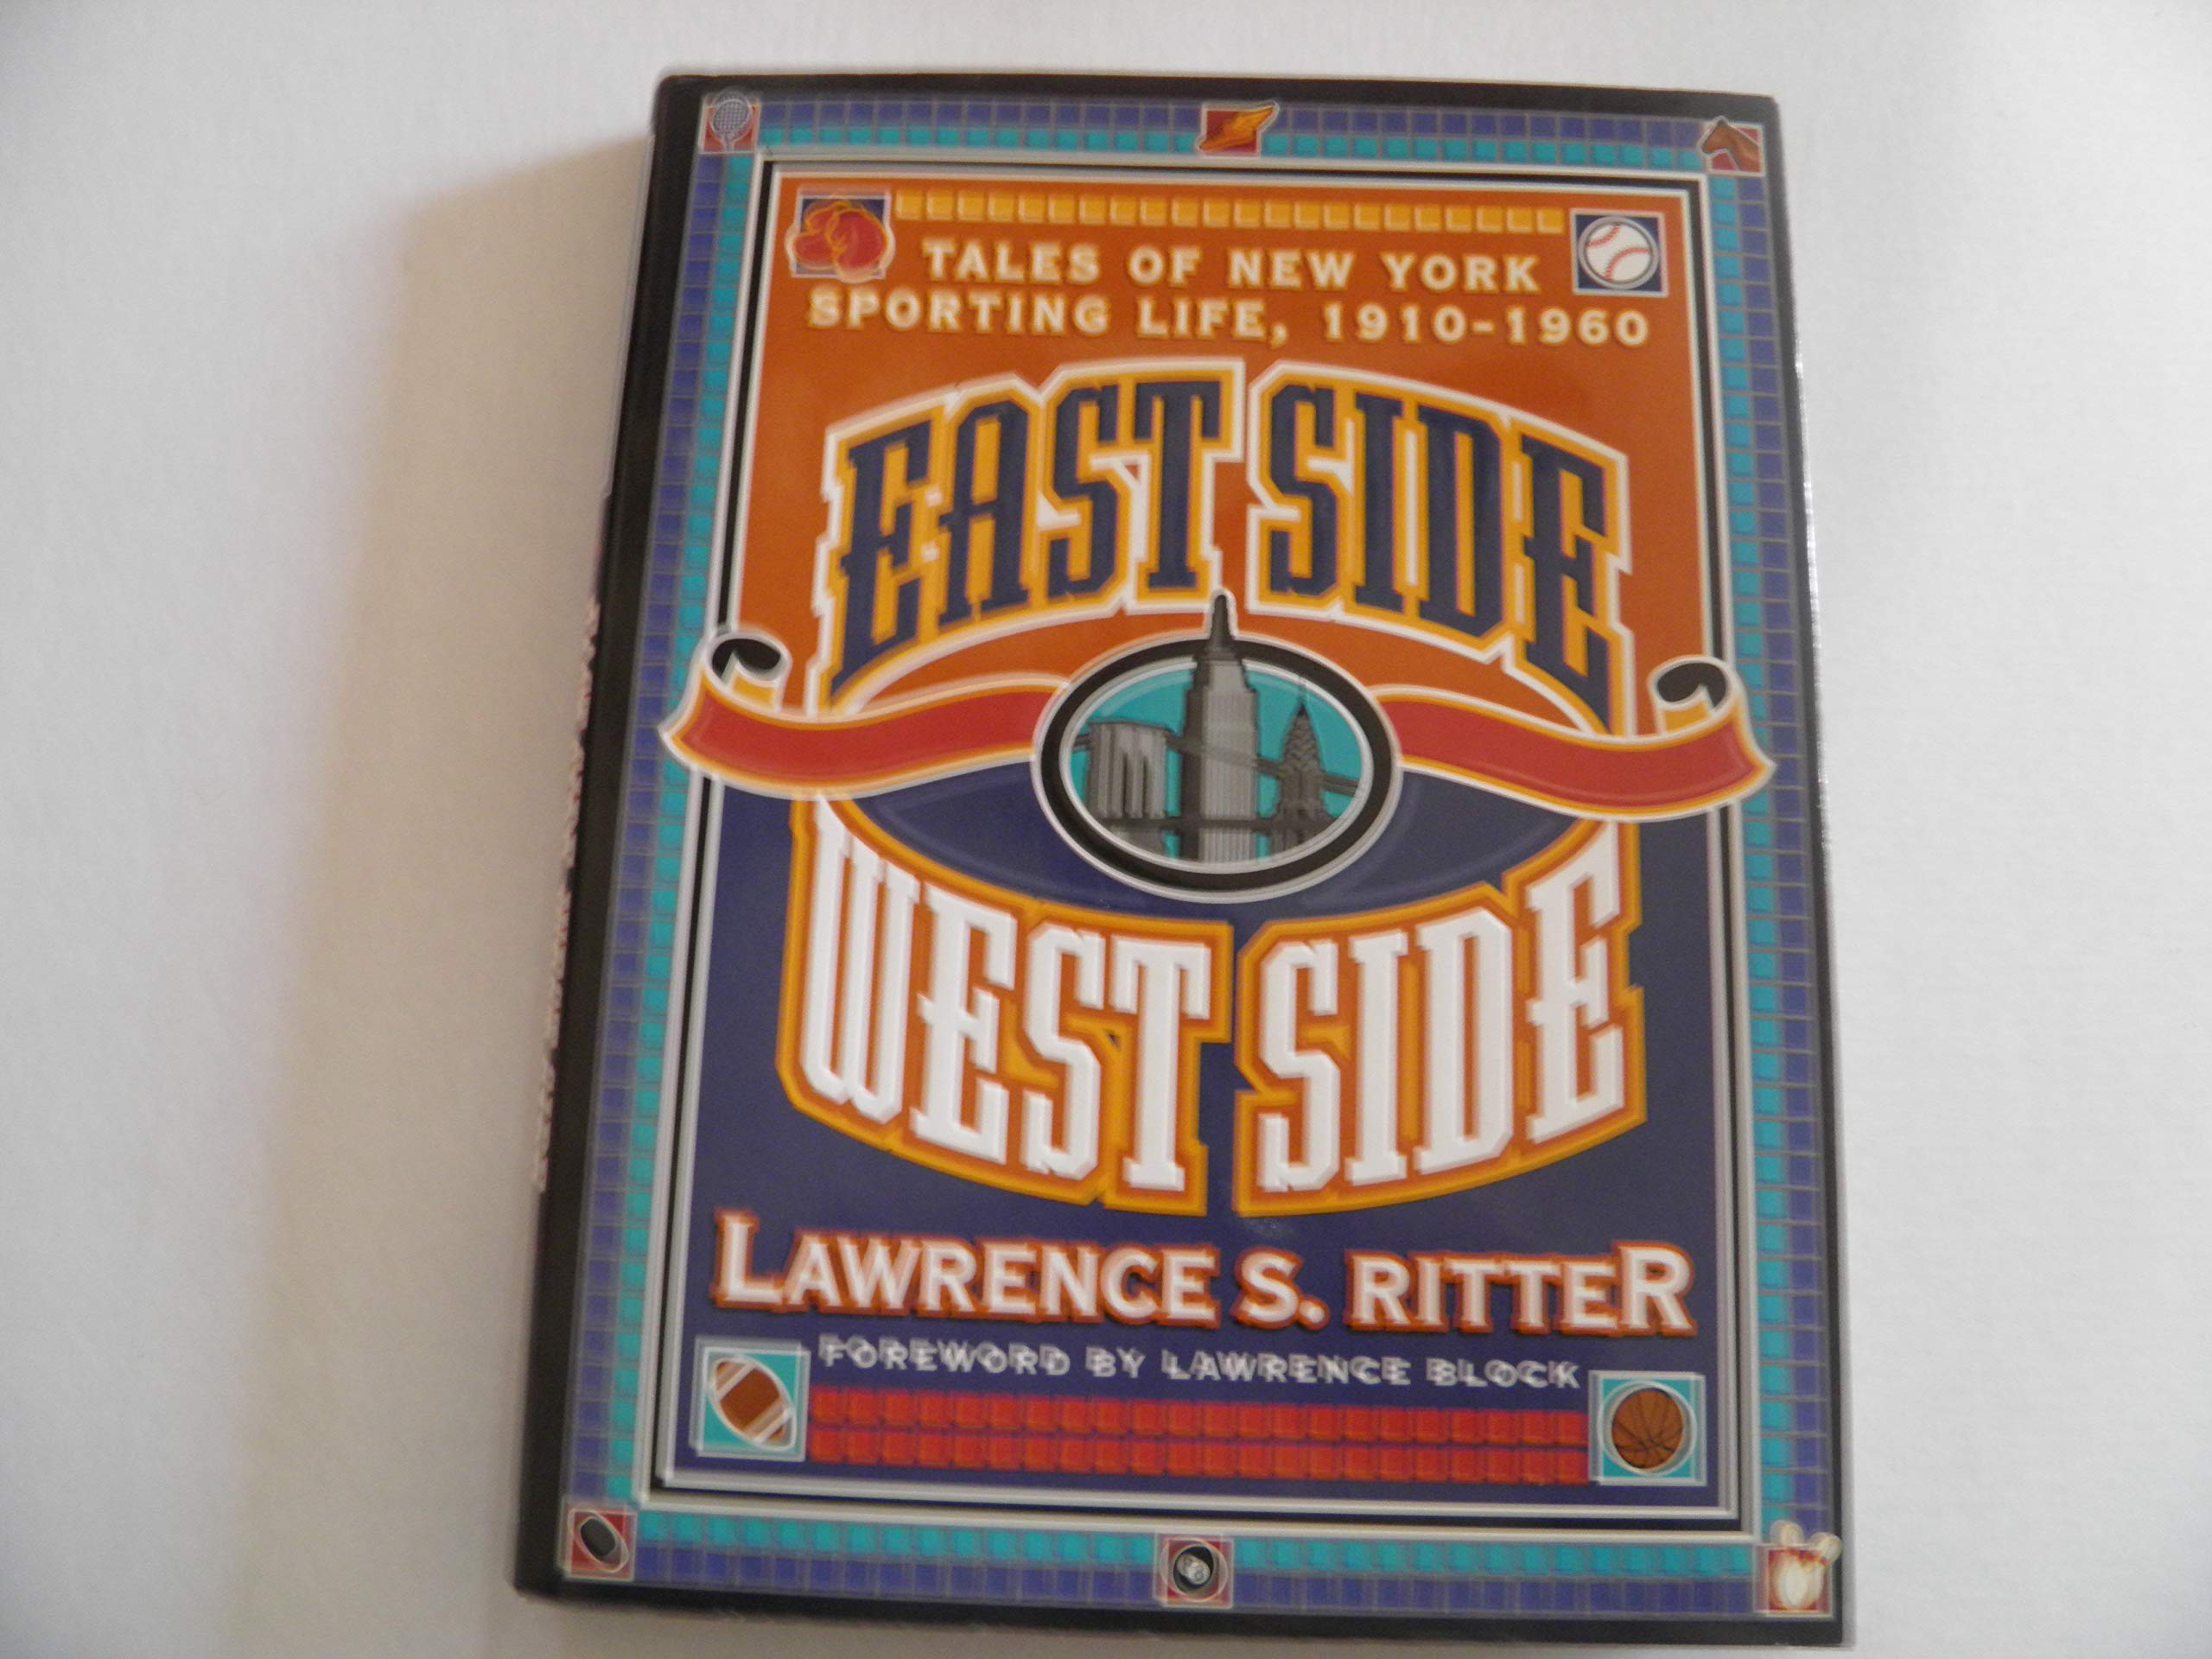 TALES OF NEW YORK
SPORTING LIFE, 1910-1960
EAST SIDE
WEST SIDE
LAWRENCE S. RITTER
FOREWORD BY LAWRENCE BLOCK